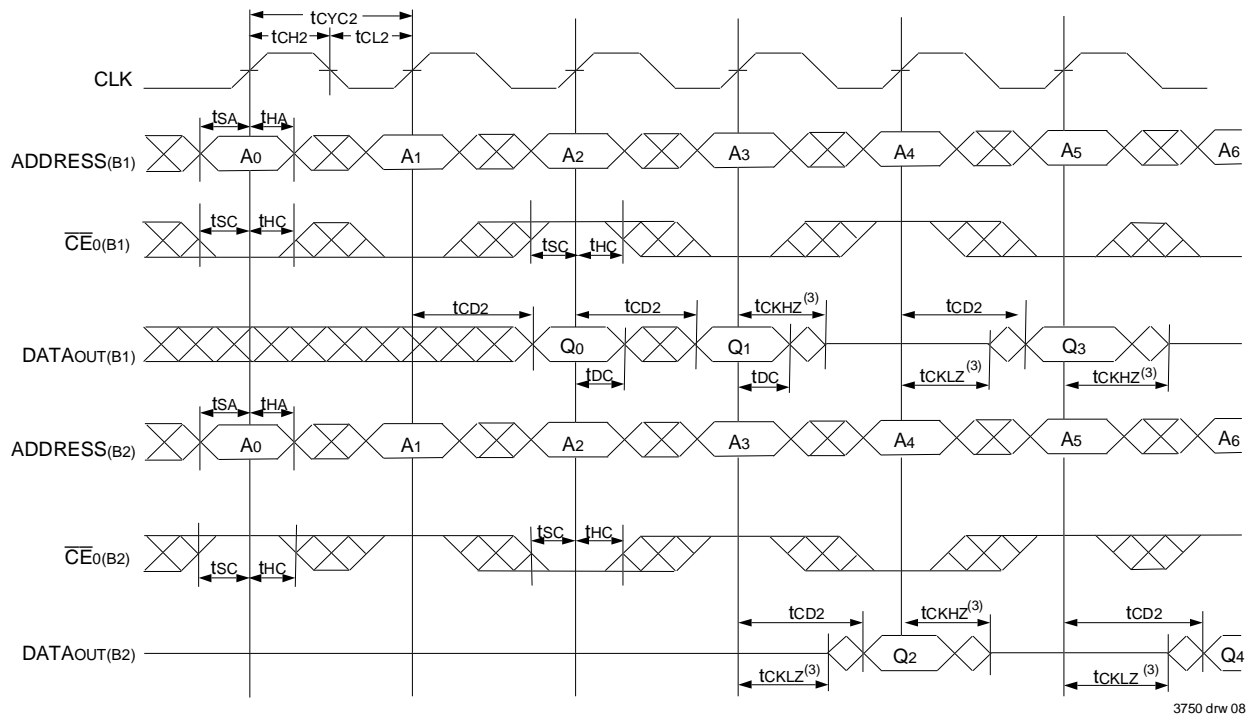 tCYC2
tCH2 tCL2
CLK
tSA tHA
ADDRESS(B1) A0 A1 A2 A3 A4 A5 A6
tSC tHC tSC tHC
CE0(B1)
tCD2 tCD2 tCKHZ(3) tCD2
DATAOUT(B1) Q0 Q1 Q3
tDC tDC tCKLZ(3) tCKHZ(3)
tSA tHA
ADDRESS(B2) A0 A1 A2 A3 A4 A5 A6
tSC tHC
CE0(B2)
tSC tHC
tCD2 tCKHZ(3) tCD2
DATAOUT(B2) Q2 Q4
tCKLZ(3) tCKLZ(3)
3750 drw 08